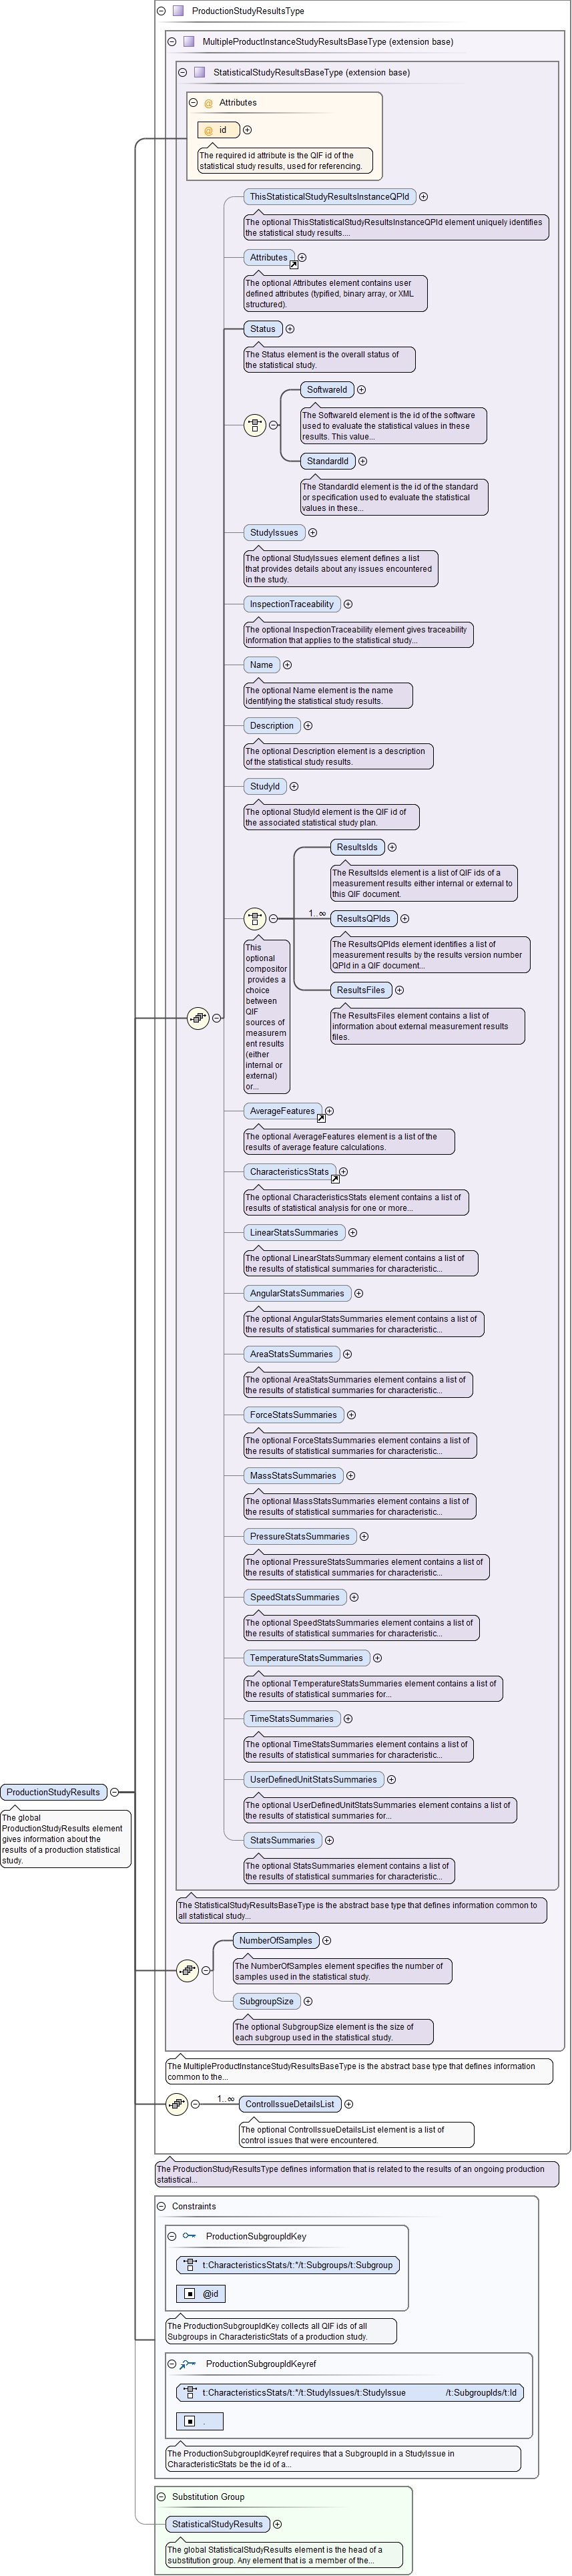 ProductionStudyResultsType
MultipleProductInstanceStudyResultsBaseType (extension base)
StatisticalStudyResultsBaseType (extension base)
@ Attributes
@ id
The required id attribute is the QIF id of the
statistical study results, used for referencing.
ThisStatisticalStudyResultsInstanceQPId
The optional ThisStatisticalStudyResultsInstanceQPId element uniquely identifies
the statistical study results....
Attributes
The optional Attributes element contains user
defined attributes (typified, binary array, or XML
structured).
Status
The Status element is the overall status of
the statistical study.
SoftwareId
The SoftwareId element is the id of the software
used to evaluate the statistical values in these
results. This value...
StandardId
The StandardId element is the id of the standard
or specification used to evaluate the statistical
values in these...
StudyIssues
The optional StudyIssues element defines a list
that provides details about any issues encountered
in the study.
InspectionTraceability
The optional InspectionTraceability element gives traceability
information that applies to the statistical study...
Name
The optional Name element is the name
identifying the statistical study results.
Description
The optional Description element is a description
of the statistical study results.
StudyId
The optional StudyId element is the QIF id of
the associated statistical study plan.
ResultsIds
The ResultsIds element is a list of QIF ids of a
measurement results either internal or external to
this QIF document.
1..∞
ResultsQPIds
The ResultsQPIds element identifies a list of
measurement results by the results version number
QPId in a QIF document...
ResultsFiles
The ResultsFiles element contains a list of
information about external measurement results
files.
This
optional
compositor
provides a
choice
between
QIF
sources of
measurem
ent results
(either
internal or
external)
or...
AverageFeatures
The optional AverageFeatures element is a list of the
results of average feature calculations.
CharacteristicsStats
The optional CharacteristicsStats element contains a list of
results of statistical analysis for one or more...
LinearStatsSummaries
The optional LinearStatsSummary element contains a list of
the results of statistical summaries for characteristic...
AngularStatsSummaries
The optional AngularStatsSummaries element contains a list of
the results of statistical summaries for characteristic...
AreaStatsSummaries
The optional AreaStatsSummaries element contains a list of
the results of statistical summaries for characteristic...
ForceStatsSummaries
The optional ForceStatsSummaries element contains a list of
the results of statistical summaries for characteristic...
MassStatsSummaries
The optional MassStatsSummaries element contains a list of
the results of statistical summaries for characteristic...
PressureStatsSummaries
The optional PressureStatsSummaries element contains a list of
the results of statistical summaries for characteristic...
SpeedStatsSummaries
The optional SpeedStatsSummaries element contains a list of
the results of statistical summaries for characteristic...
TemperatureStatsSummaries
The optional TemperatureStatsSummaries element contains a list of
the results of statistical summaries for...
TimeStatsSummaries
The optional TimeStatsSummaries element contains a list of
the results of statistical summaries for characteristic...
UserDefinedUnitStatsSummaries
The optional UserDefinedUnitStatsSummaries element contains a list of
the results of statistical summaries for...
StatsSummaries
The optional StatsSummaries element contains a list of
the results of statistical summaries for characteristic...
ProductionStudyResults
The global
ProductionStudyResults element
gives information about the
results of a production statistical
study.
The StatisticalStudyResultsBaseType is the abstract base type that defines information common to
all statistical study...
NumberOfSamples
The NumberOfSamples element specifies the number of
samples used in the statistical study.
SubgroupSize
The optional SubgroupSize element is the size of
each subgroup used in the statistical study.
The MultipleProductInstanceStudyResultsBaseType is the abstract base type that defines information
common to the...
1..∞
ControlIssueDetailsList
The optional ControlIssueDetailsList element is a list of
control issues that were encountered.
The ProductionStudyResultsType defines information that is related to the results of an ongoing production
statistical...
Constraints
ProductionSubgroupIdKey
t:CharacteristicsStats/t:*/t:Subgroups/t:Subgroup
@id
The ProductionSubgroupIdKey collects all QIF ids of all
Subgroups in CharacteristicStats of a production study.
ProductionSubgroupIdKeyref
t:CharacteristicsStats/t:*/t:StudyIssues/t:StudyIssue /t:SubgroupIds/t:Id
.
The ProductionSubgroupIdKeyref requires that a SubgroupId in a StudyIssue in
CharacteristicStats be the id of a...
Substitution Group
StatisticalStudyResults
The global StatisticalStudyResults element is the head of a
substitution group. Any element that is a member of the...